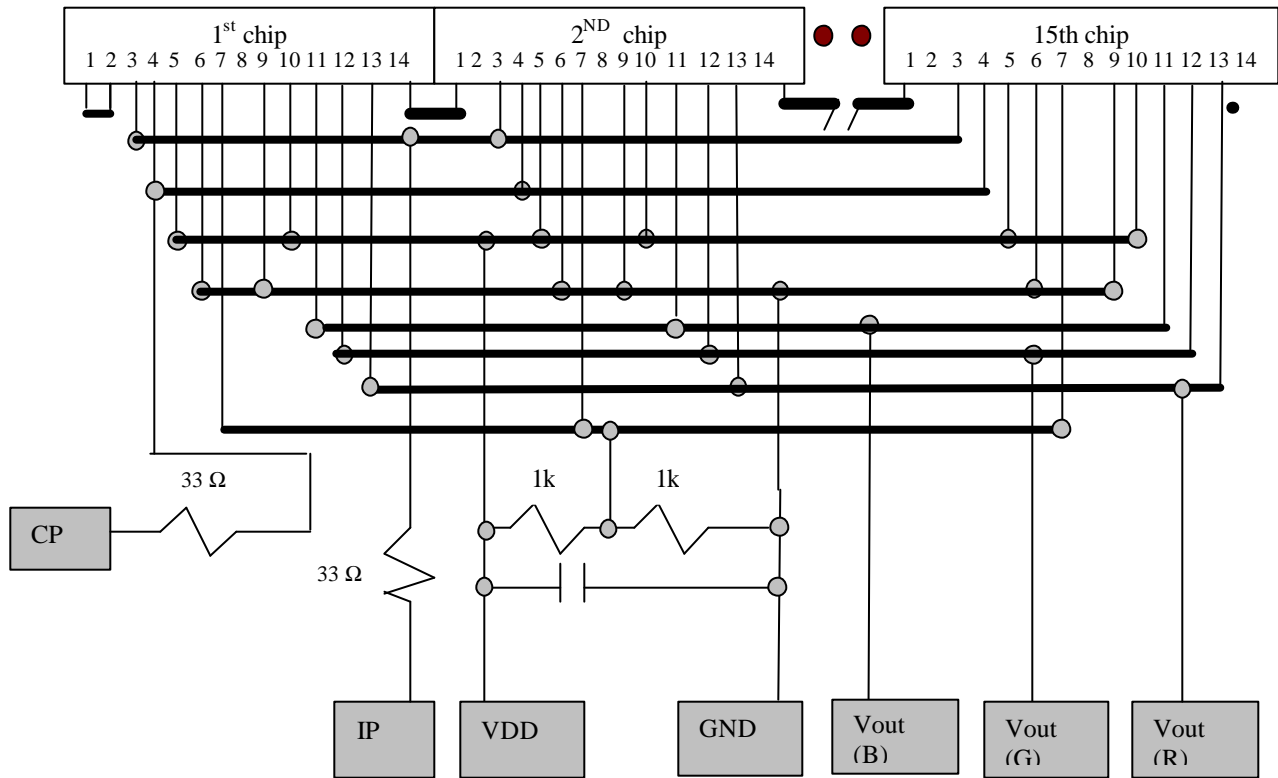 1st chip
2ND chip
15th chip
1 2 3 4 5 6 7 8 9 10 11 12 13 14
1 2 3 4 5 6 7 8 9 10 11 12 13 14
1 2 3 4 5 6 7 8 9 10 11 12 13 14
33 Ω
1k
1k
CP
33 Ω
IP
VDD
GND
Vout
(B)
Vout
(G)
Vout
(R)